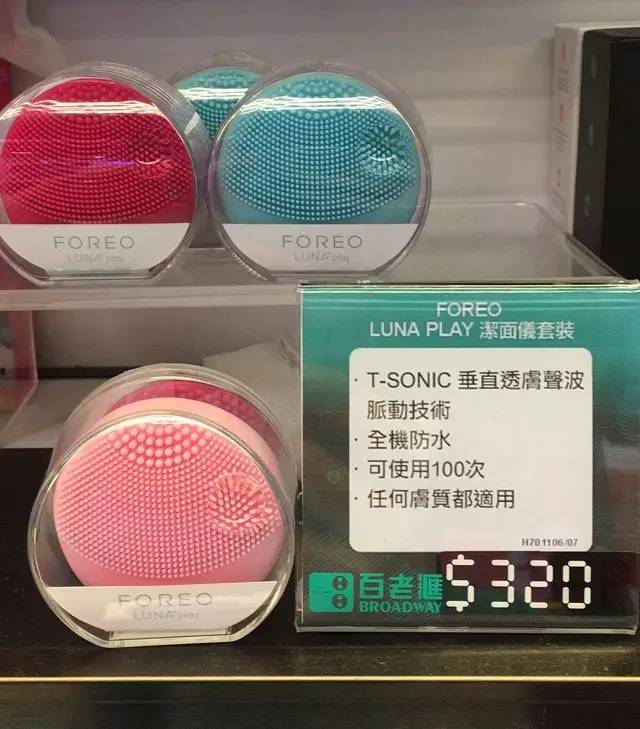 FOREO
LUNA play
FOREO
LUNA play
FOREO
LUNA PLAY 潔面儀套裝
· T-SONIC 垂直透膚聲波
脈動技術
· 全機防水
· 可使用100次
· 任何膚質都適用
H701106/07
百老滙
BROADWAY
$320
FOREO
LUNA play